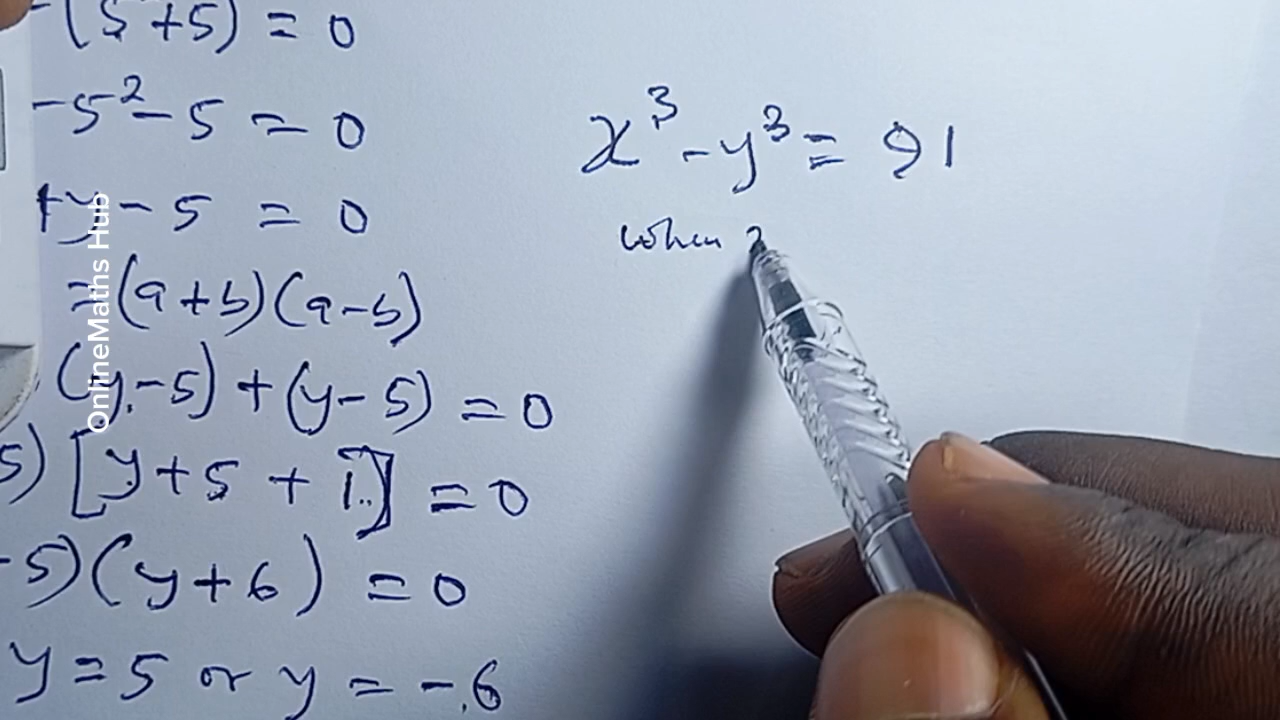 -(5²+5) = 0
-5² - 5 = 0
+y - 5 = 0
= (a+b)(a-b)
(y-5) + (y-5) = 0
5) [y+5 + 1] = 0
-5)(y+6) = 0
y = 5 or y = -6
x³ - y³ = 91
when
OnlineMaths Hub